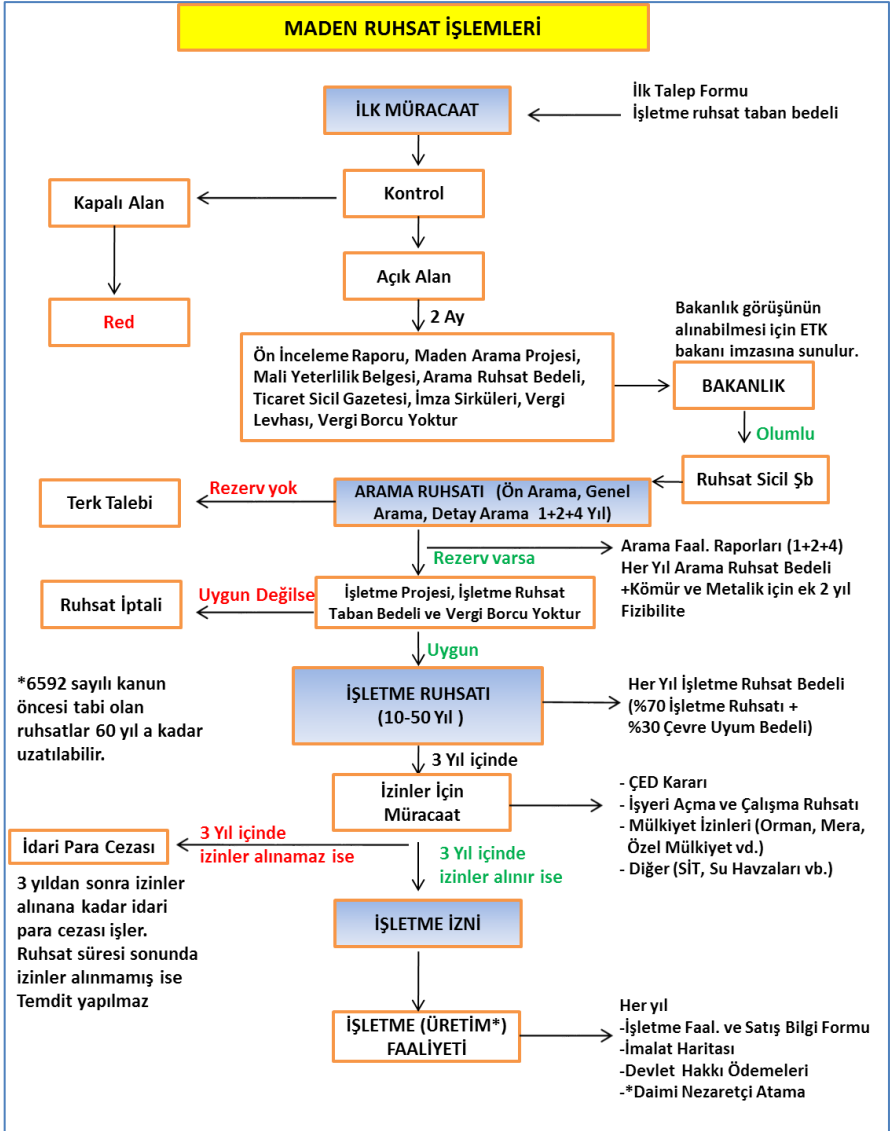 MADEN RUHSAT İŞLEMLERİ
İLK MÜRACAAT
İlk Talep Formu
İşletme ruhsat taban bedeli
Kontrol
Kapalı Alan
Açık Alan
Red
2 Ay
Bakanlık görüşünün
alınabilmesi için ETK
bakanı imzasına sunulur.
Ön İnceleme Raporu, Maden Arama Projesi,
Mali Yeterlilik Belgesi, Arama Ruhsat Bedeli,
Ticaret Sicil Gazetesi, İmza Sirküleri, Vergi
Levhası, Vergi Borcu Yoktur
BAKANLIK
Olumlu
Ruhsat Sicil Şb
ARAMA RUHSATI (Ön Arama, Genel
Arama, Detay Arama 1+2+4 Yıl)
Rezerv yok
Terk Talebi
Rezerv varsa
Arama Faal. Raporları (1+2+4)
Her Yıl Arama Ruhsat Bedeli
+Kömür ve Metalik için ek 2 yıl
Fizibilite
İşletme Projesi, İşletme Ruhsat
Taban Bedeli ve Vergi Borcu Yoktur
Uygun Değilse
Ruhsat İptali
Uygun
İŞLETME RUHSATI
(10-50 Yıl )
Her Yıl İşletme Ruhsat Bedeli
(%70 İşletme Ruhsatı +
%30 Çevre Uyum Bedeli)
*6592 sayılı kanun
öncesi tabi olan
ruhsatlar 60 yıl a kadar
uzatılabilir.
3 Yıl içinde
İzinler İçin
Müracaat
- ÇED Kararı
- İşyeri Açma ve Çalışma Ruhsatı
- Mülkiyet İzinleri (Orman, Mera,
Özel Mülkiyet vd.)
- Diğer (SİT, Su Havzaları vb.)
3 Yıl içinde
izinler alınamaz ise
İdari Para Cezası
3 Yıl içinde
izinler alınır ise
3 yıldan sonra izinler
alınana kadar idari
para cezası işler.
Ruhsat süresi sonunda
izinler alınmamış ise
Temdit yapılmaz
İŞLETME İZNİ
İŞLETME (ÜRETİM*)
FAALİYETİ
Her yıl
-İşletme Faal. ve Satış Bilgi Formu
-İmalat Haritası
-Devlet Hakkı Ödemeleri
-*Daimi Nezaretçi Atama